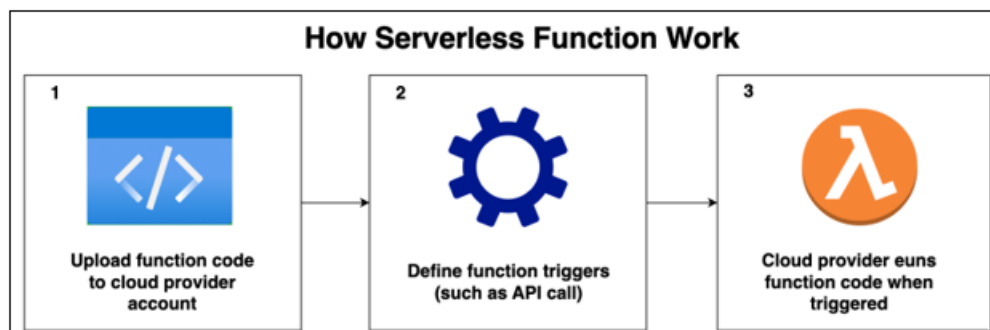 How Serverless Function Work
1
Upload function code
to cloud provider
account
2
Define function triggers
(such as API call)
3
Cloud provider euns
function code when
triggered